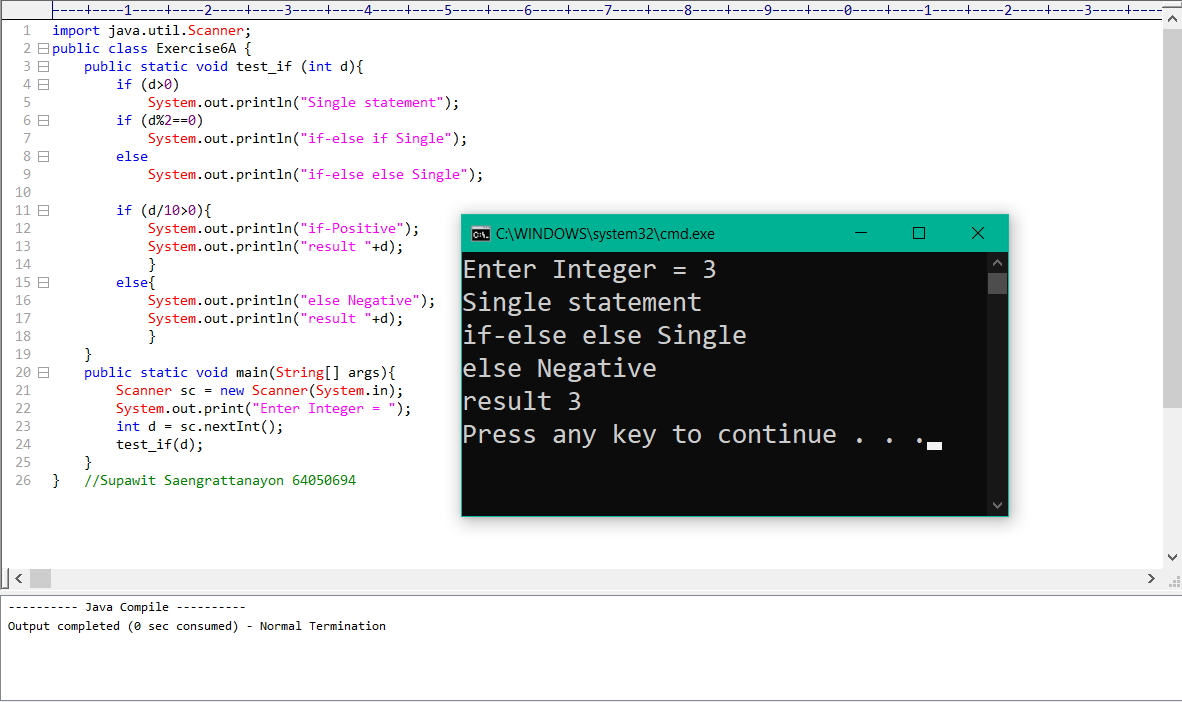 ----+----1----+----2----+----3----+----4----+----5----+----6----+----7----+----8----+----9----+----0----+----1----+----2----+----3----+----
1 import java.util.Scanner;
2 public class Exercise6A {
3 public static void test_if (int d){
4 if (d>0)
5 System.out.println("Single statement");
6 if (d%2==0)
7 System.out.println("if-else if Single");
8 else
9 System.out.println("if-else else Single");
10
11 if (d/10>0){
12 System.out.println("if-Positive");
13 System.out.println("result "+d);
14 }
15 else{
16 System.out.println("else Negative");
17 System.out.println("result "+d);
18 }
19 }
20 public static void main(String[] args){
21 Scanner sc = new Scanner(System.in);
22 System.out.print("Enter Integer = ");
23 int d = sc.nextInt();
24 test_if(d);
25 }
26 } //Supawit Saengrattanayon 64050694
C:\WINDOWS\system32\cmd.exe
Enter Integer = 3
Single statement
if-else else Single
else Negative
result 3
Press any key to continue . . .
---------- Java Compile ----------
Output completed (0 sec consumed) - Normal Termination